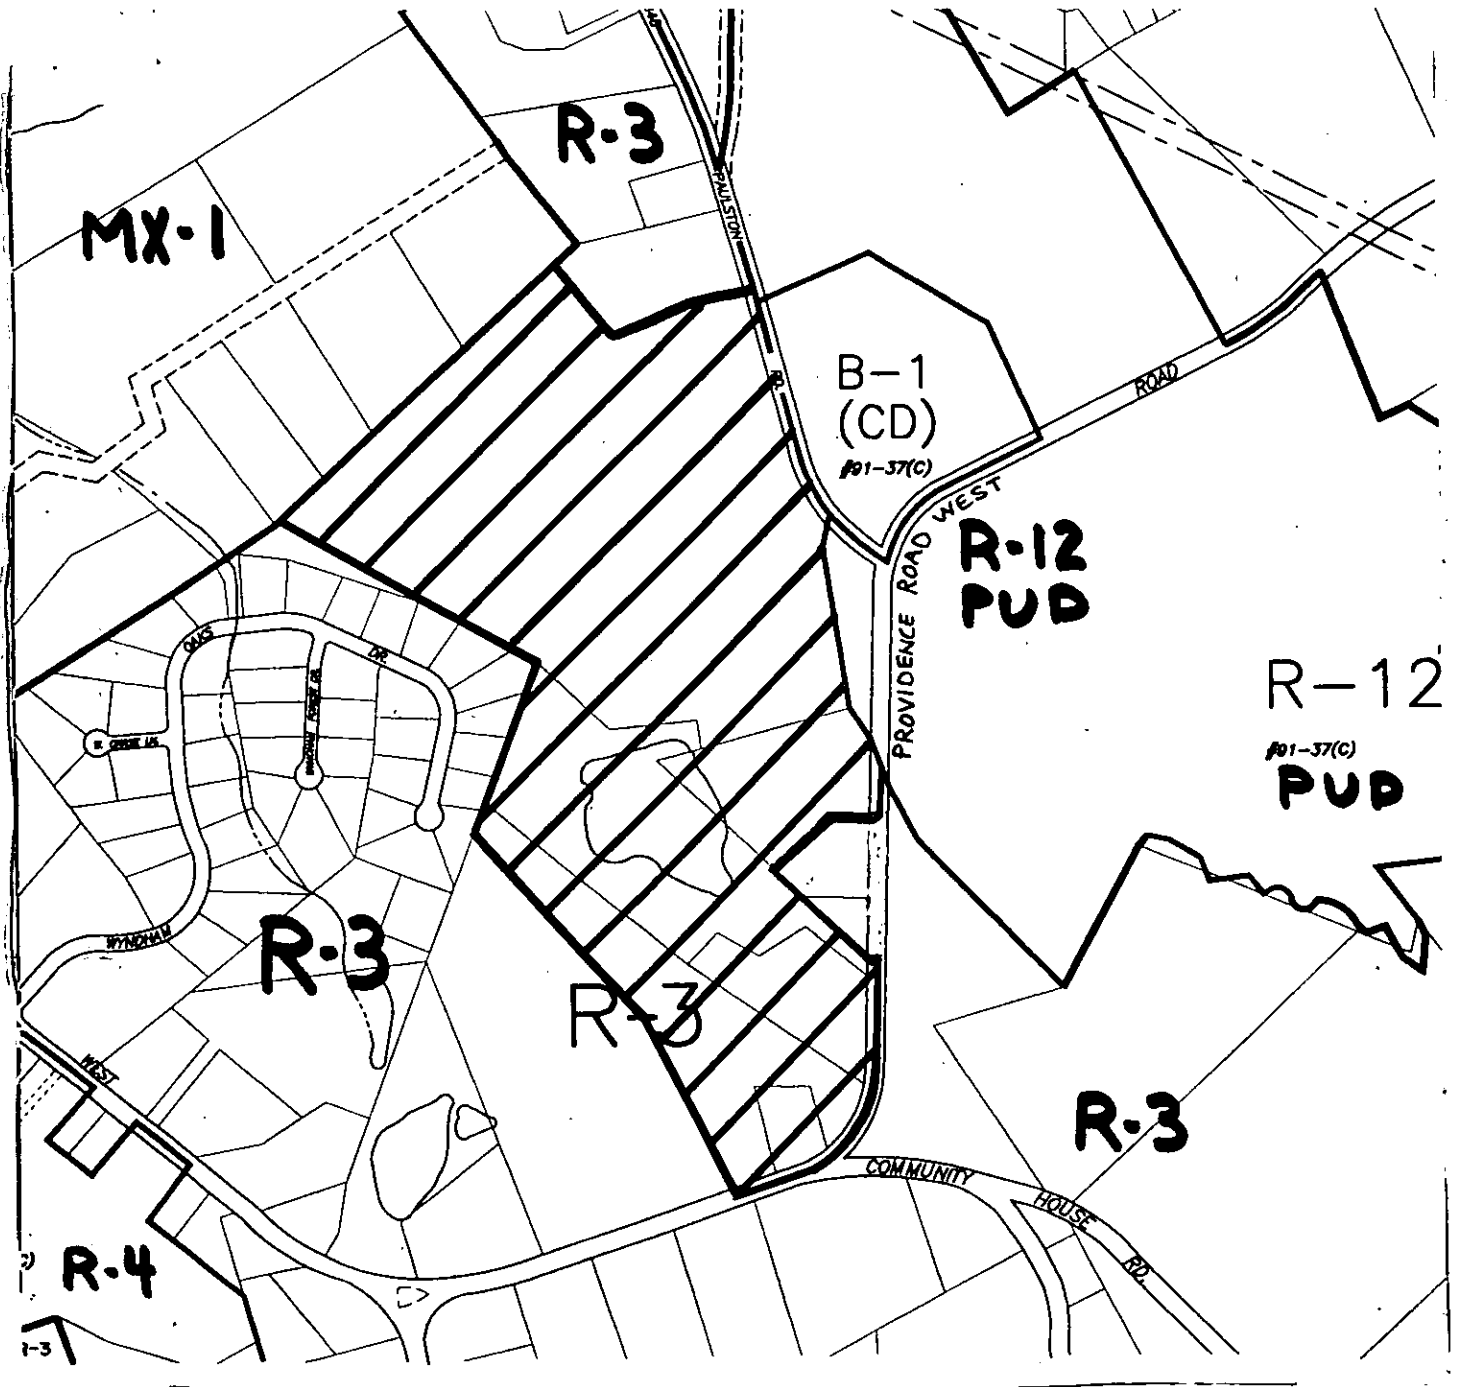 R-3
PAULSTON
MX-1
RD.
B-1
(CD)
#91-37(C)
ROAD
WEST
ROAD
PROVIDENCE
R-12
PUD
R-12
#91-37(C)
PUD
OAKS
DR.
WYNDHAM
R-3
R-3
WEST
R-3
COMMUNITY
HOUSE
RD.
R-4
R-3